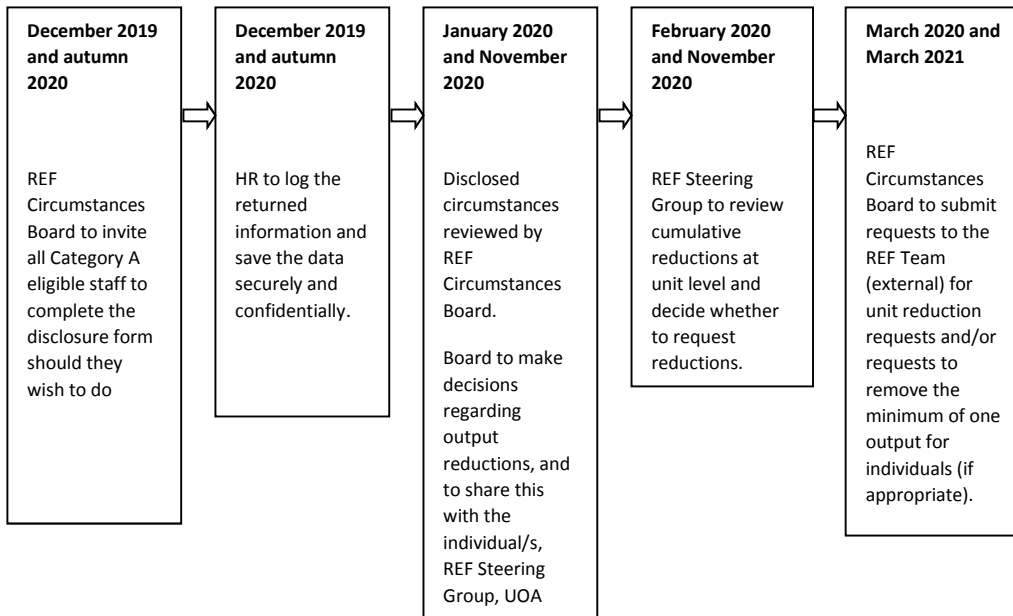 December 2019
and autumn
2020
REF
Circumstances
Board to invite
all Category A
eligible staff to
complete the
disclosure form
should they
wish to do
December 2019
and autumn
2020
HR to log the
returned
information and
save the data
securely and
confidentially.
January 2020
and November
2020
Disclosed
circumstances
reviewed by
REF
Circumstances
Board.
Board to make
decisions
regarding
output
reductions, and
to share this
with the
individual/s,
REF Steering
Group, UOA
February 2020
and November
2020
REF Steering
Group to review
cumulative
reductions at
unit level and
decide whether
to request
reductions.
March 2020 and
March 2021
REF
Circumstances
Board to submit
requests to the
REF Team
(external) for
unit reduction
requests and/or
requests to
remove the
minimum of one
output for
individuals (if
appropriate).